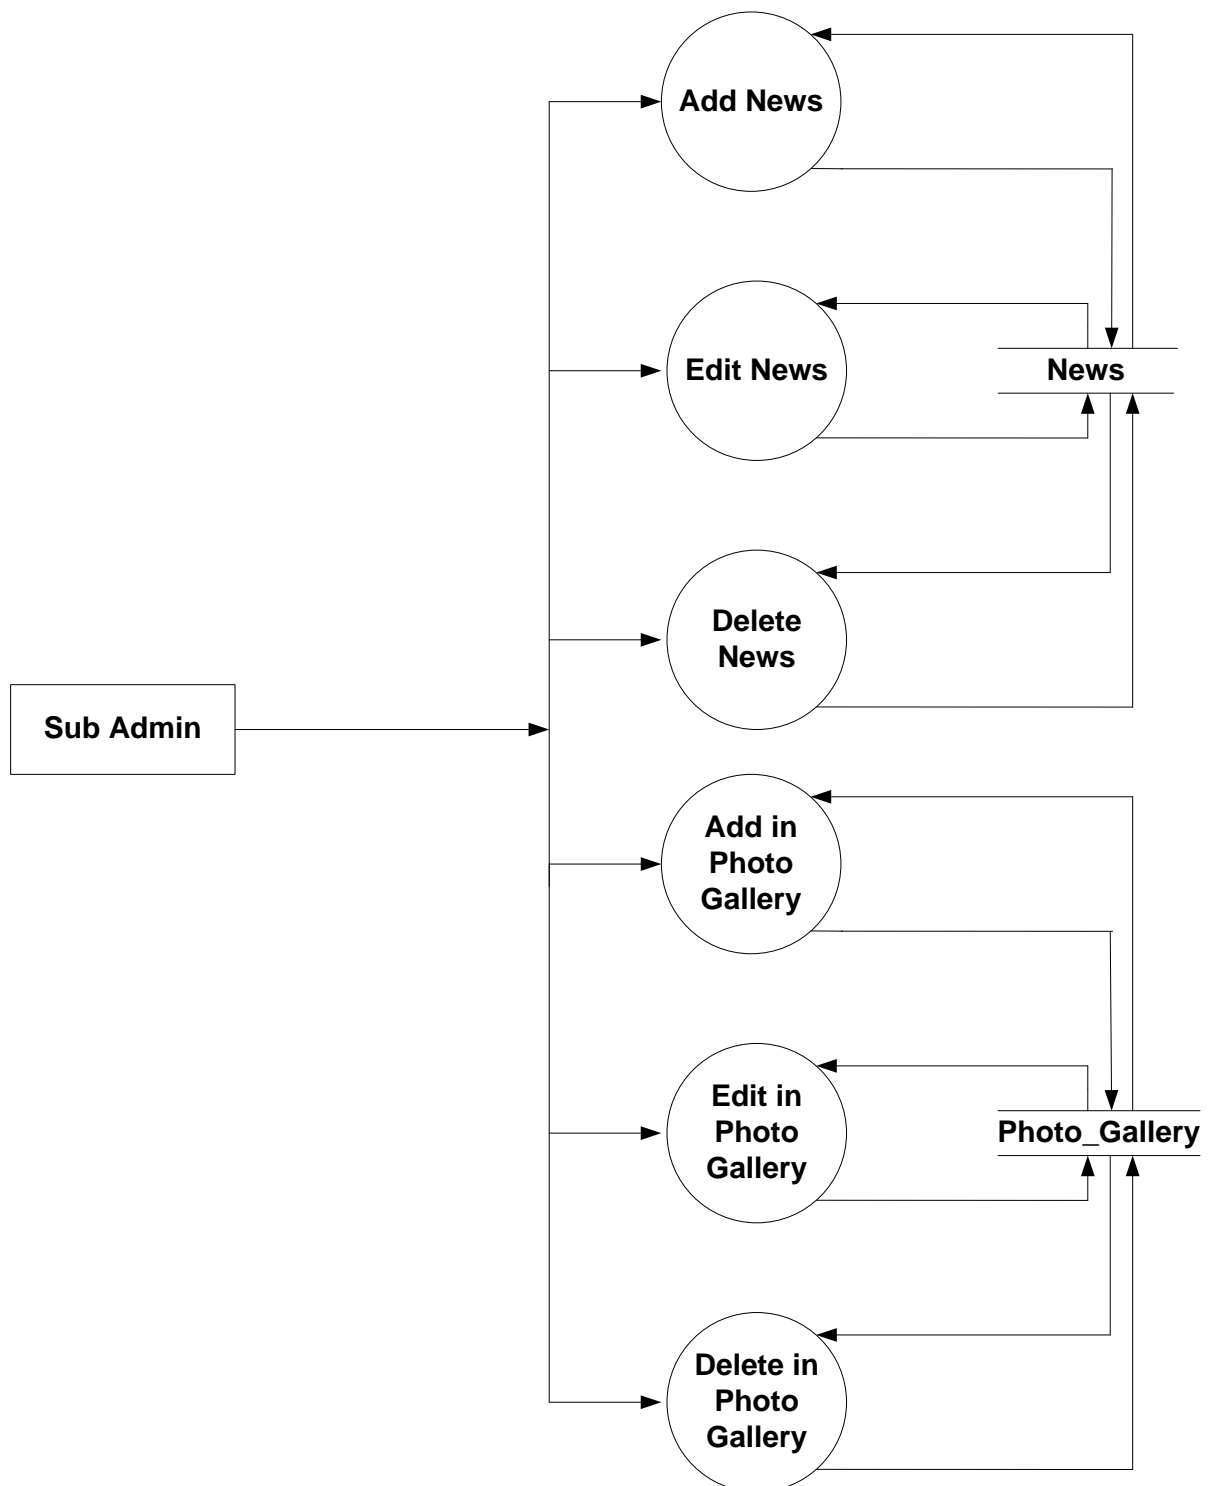 Add News
Edit News
News
Delete
News
Sub Admin
Add in
Photo
Gallery
Edit in
Photo
Gallery
Photo_Gallery
Delete in
Photo
Gallery